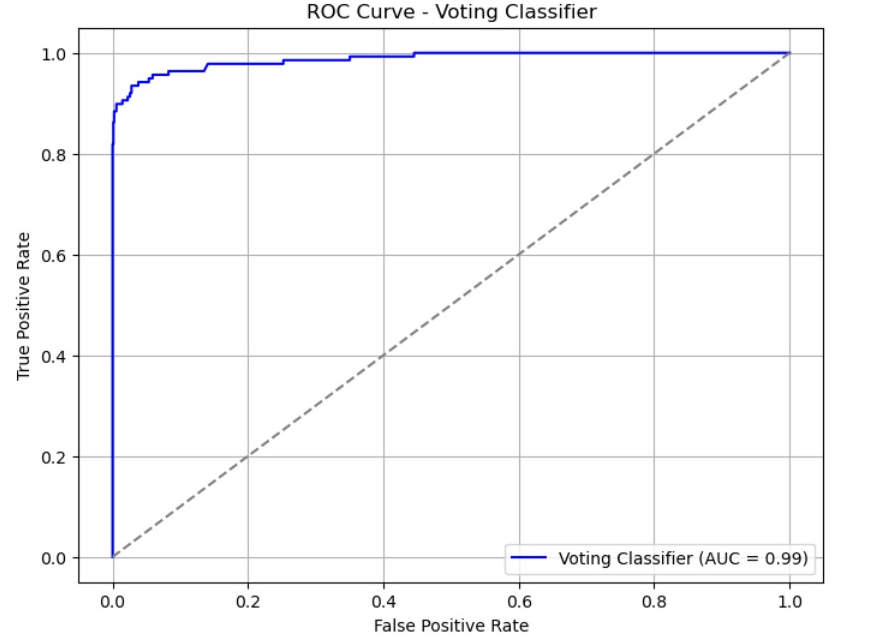 ROC Curve - Voting Classifier
1.0
0.8
0.6
0.4
0.2
0.0
True Positive Rate
Voting Classifier (AUC = 0.99)
0.0 0.2 0.4 0.6 0.8 1.0
False Positive Rate